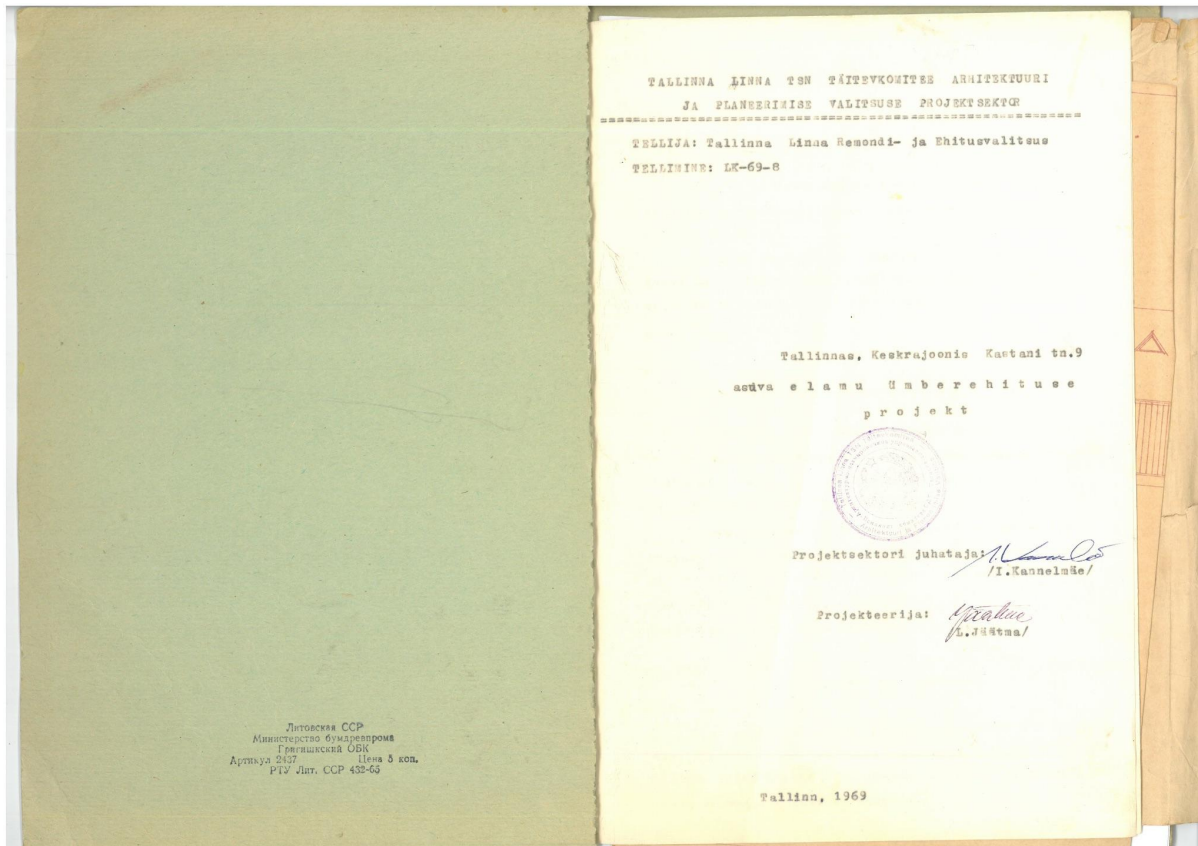 Литовская ССР
Министерство бумдревпрома
Григишкский ОБК
Артикул 2437 Цена 5 коп.
РТУ Лит. ССР 432-65
TALLINNA LINNA TSN TÄITEVKOMITEE ARHITEKTUURI
JA PLANEERIMISE VALITSUSE PROJEKTSEKTOR
TELLIJA: Tallinna Linna Remondi- ja Ehitusvalitsus
TELLIMINE: LK-69-8
Tallinnas, Keskrajoonis Kastani tn.9
asuva elamu ümberehituse
projekt
Projektsektori juhataja:
/I.Kannelmäe/
Projekteerija:
/L.Jäätma/
Tallinn, 1969